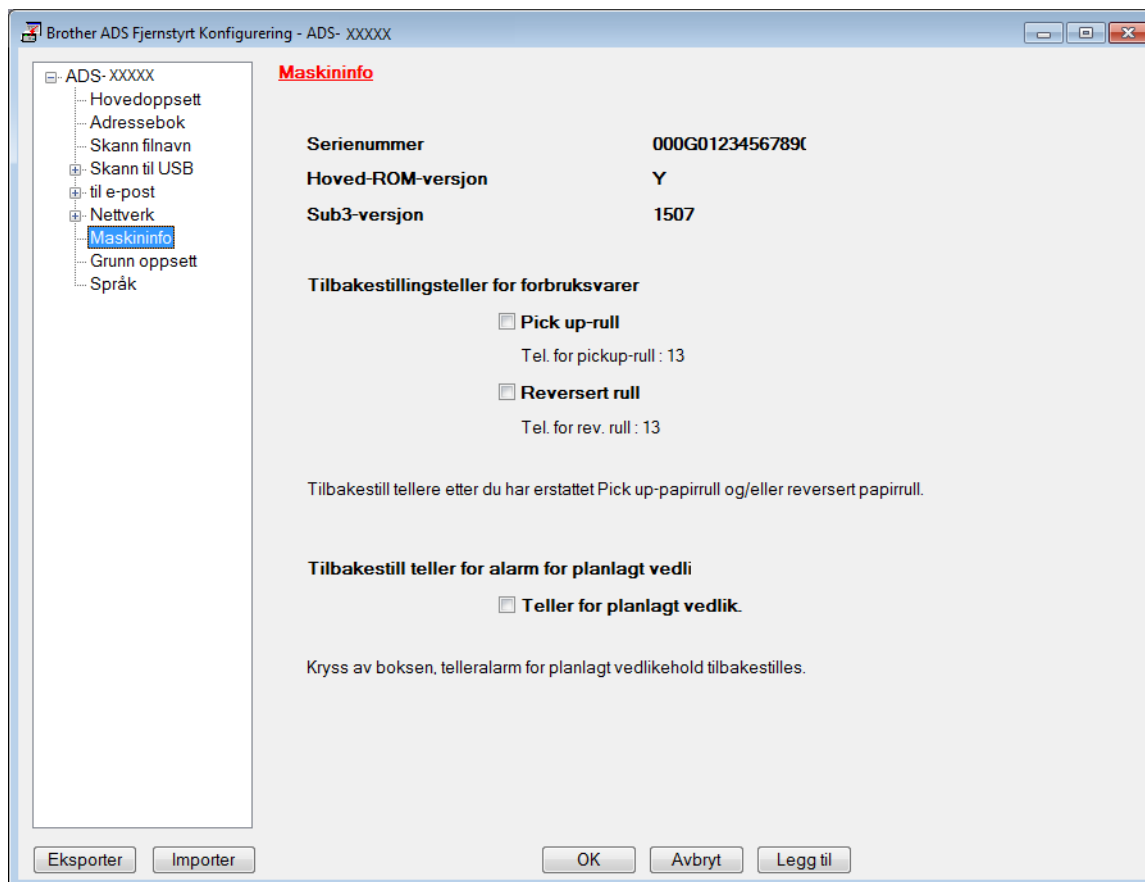 Brother ADS Fjernstyrt Konfigurering - ADS- XXXXX
ADS- XXXXX
Hovedoppsett
Adressebok
Skann filnavn
Skann til USB
til e-post
Nettverk
Maskininfo
Grunn oppsett
Språk
Maskininfo
Serienummer 000G01234567890
Hoved-ROM-versjon Y
Sub3-versjon 1507
Tilbakestillingsteller for forbruksvarer
Pick up-rull
Tel. for pickup-rull : 13
Reversert rull
Tel. for rev. rull : 13
Tilbakestill tellere etter du har erstattet Pick up-papirrull og/eller reversert papirrull.
Tilbakestill teller for alarm for planlagt vedli
Teller for planlagt vedlik.
Kryss av boksen, telleralarm for planlagt vedlikehold tilbakestilles.
Eksporter Importer OK Avbryt Legg til